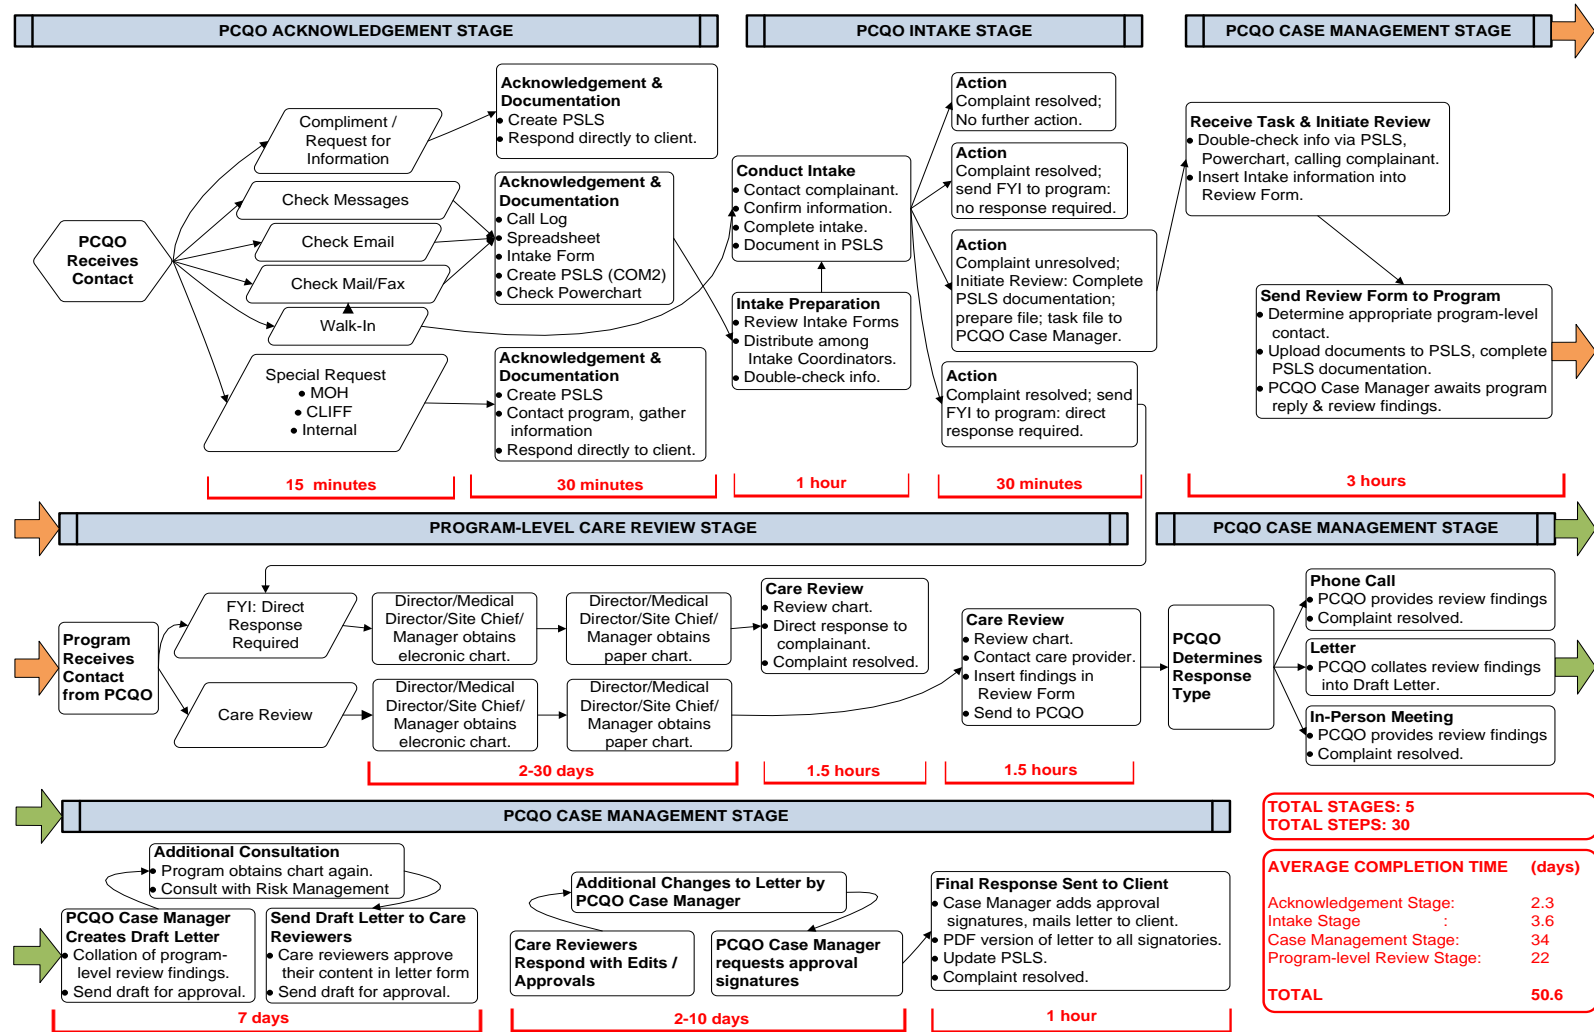 PCQO ACKNOWLEDGEMENT STAGE
PCQO INTAKE STAGE
PCQO CASE MANAGEMENT STAGE
PCQO
Receives
Contact
Compliment /
Request for
Information
Check Messages
Check Email
Check Mail/Fax
Walk-In
Special Request
• MOH
• CLIFF
• Internal
Acknowledgement &
Documentation
• Create PSLS
• Respond directly to client.
Acknowledgement &
Documentation
• Call Log
• Spreadsheet
• Intake Form
• Create PSLS (COM2)
• Check Powerchart
Acknowledgement &
Documentation
• Create PSLS
• Contact program, gather
information
• Respond directly to client.
Conduct Intake
• Contact complainant.
• Confirm information.
• Complete intake.
• Document in PSLS
Intake Preparation
• Review Intake Forms
• Distribute among
Intake Coordinators.
• Double-check info.
Action
Complaint resolved;
No further action.
Action
Complaint resolved;
send FYI to program:
no response required.
Action
Complaint unresolved;
Initiate Review: Complete
PSLS documentation;
prepare file; task file to
PCQO Case Manager.
Action
Complaint resolved; send
FYI to program: direct
response required.
Receive Task & Initiate Review
• Double-check info via PSLS,
Powerchart, calling complainant.
• Insert Intake information into
Review Form.
Send Review Form to Program
• Determine appropriate program-level
contact.
• Upload documents to PSLS, complete
PSLS documentation.
• PCQO Case Manager awaits program
reply & review findings.
15 minutes
30 minutes
1 hour
30 minutes
3 hours
PROGRAM-LEVEL CARE REVIEW STAGE
PCQO CASE MANAGEMENT STAGE
Program
Receives
Contact
from PCQO
FYI: Direct
Response
Required
Care Review
Director/Medical
Director/Site Chief/
Manager obtains
elecronic chart.
Director/Medical
Director/Site Chief/
Manager obtains
paper chart.
Director/Medical
Director/Site Chief/
Manager obtains
elecronic chart.
Director/Medical
Director/Site Chief/
Manager obtains
paper chart.
Care Review
• Review chart.
• Direct response to
complainant.
• Complaint resolved.
Care Review
• Review chart.
• Contact care provider.
• Insert findings in
Review Form
• Send to PCQO
PCQO
Determines
Response
Type
Phone Call
• PCQO provides review findings
• Complaint resolved.
Letter
• PCQO collates review findings
into Draft Letter.
In-Person Meeting
• PCQO provides review findings
• Complaint resolved.
2-30 days
1.5 hours
1.5 hours
PCQO CASE MANAGEMENT STAGE
Additional Consultation
• Program obtains chart again.
• Consult with Risk Management
PCQO Case Manager
Creates Draft Letter
• Collation of program-
level review findings.
• Send draft for approval.
Send Draft Letter to Care
Reviewers
• Care reviewers approve
their content in letter form
• Send draft for approval.
Additional Changes to Letter by
PCQO Case Manager
Care Reviewers
Respond with Edits /
Approvals
PCQO Case Manager
requests approval
signatures
Final Response Sent to Client
• Case Manager adds approval
signatures, mails letter to client.
• PDF version of letter to all signatories.
• Update PSLS.
• Complaint resolved.
7 days
2-10 days
1 hour
TOTAL STAGES: 5
TOTAL STEPS: 30
AVERAGE COMPLETION TIME (days)
Acknowledgement Stage: 2.3
Intake Stage : 3.6
Case Management Stage: 34
Program-level Review Stage: 22
TOTAL 50.6